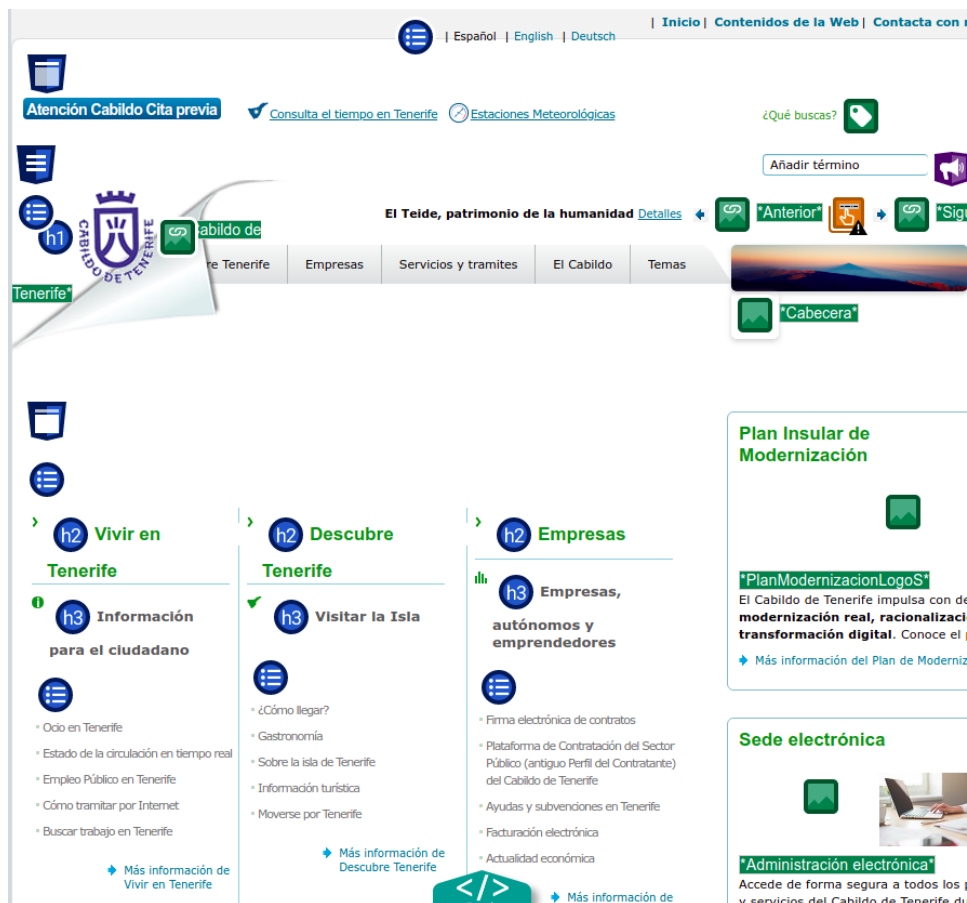 | Inicio | Contenidos de la Web | Contacta con
| Español | English | Deutsch
Atención Cabildo Cita previa
Consulta el tiempo en Tenerife
Estaciones Meteorológicas
¿Qué buscas?
Añadir término
h1
CABILDO DE TENERIFE
Cabildo de
Tenerife*
El Teide, patrimonio de la humanidad Detalles
*Anterior*
re Tenerife
Empresas
Servicios y tramites
El Cabildo
Temas
*Cabecera*
h2 Vivir en
Tenerife
h3 Información
para el ciudadano
Ocio en Tenerife
Estado de la circulación en tiempo real
Empleo Público en Tenerife
Cómo tramitar por Internet
Buscar trabajo en Tenerife
Más información de
Vivir en Tenerife
h2 Descubre
Tenerife
h3 Visitar la Isla
¿Cómo llegar?
Gastronomía
Sobre la isla de Tenerife
Información turística
Moverse por Tenerife
Más información de
Descubre Tenerife
h2 Empresas
h3 Empresas,
autónomos y
emprendedores
Firma electrónica de contratos
Plataforma de Contratación del Sector
Público (antiguo Perfil del Contratante)
del Cabildo de Tenerife
Ayudas y subvenciones en Tenerife
Facturación electrónica
Actualidad económica
Más información de
</>
Plan Insular de
Modernización
*PlanModernizacionLogoS*
El Cabildo de Tenerife impulsa con
modernización real,
transformación digital. Conoce el
Más información del Plan de
Sede electrónica
*Administración electrónica*
Accede de forma segura a todos los
y servicios del Cabildo de Tenerife